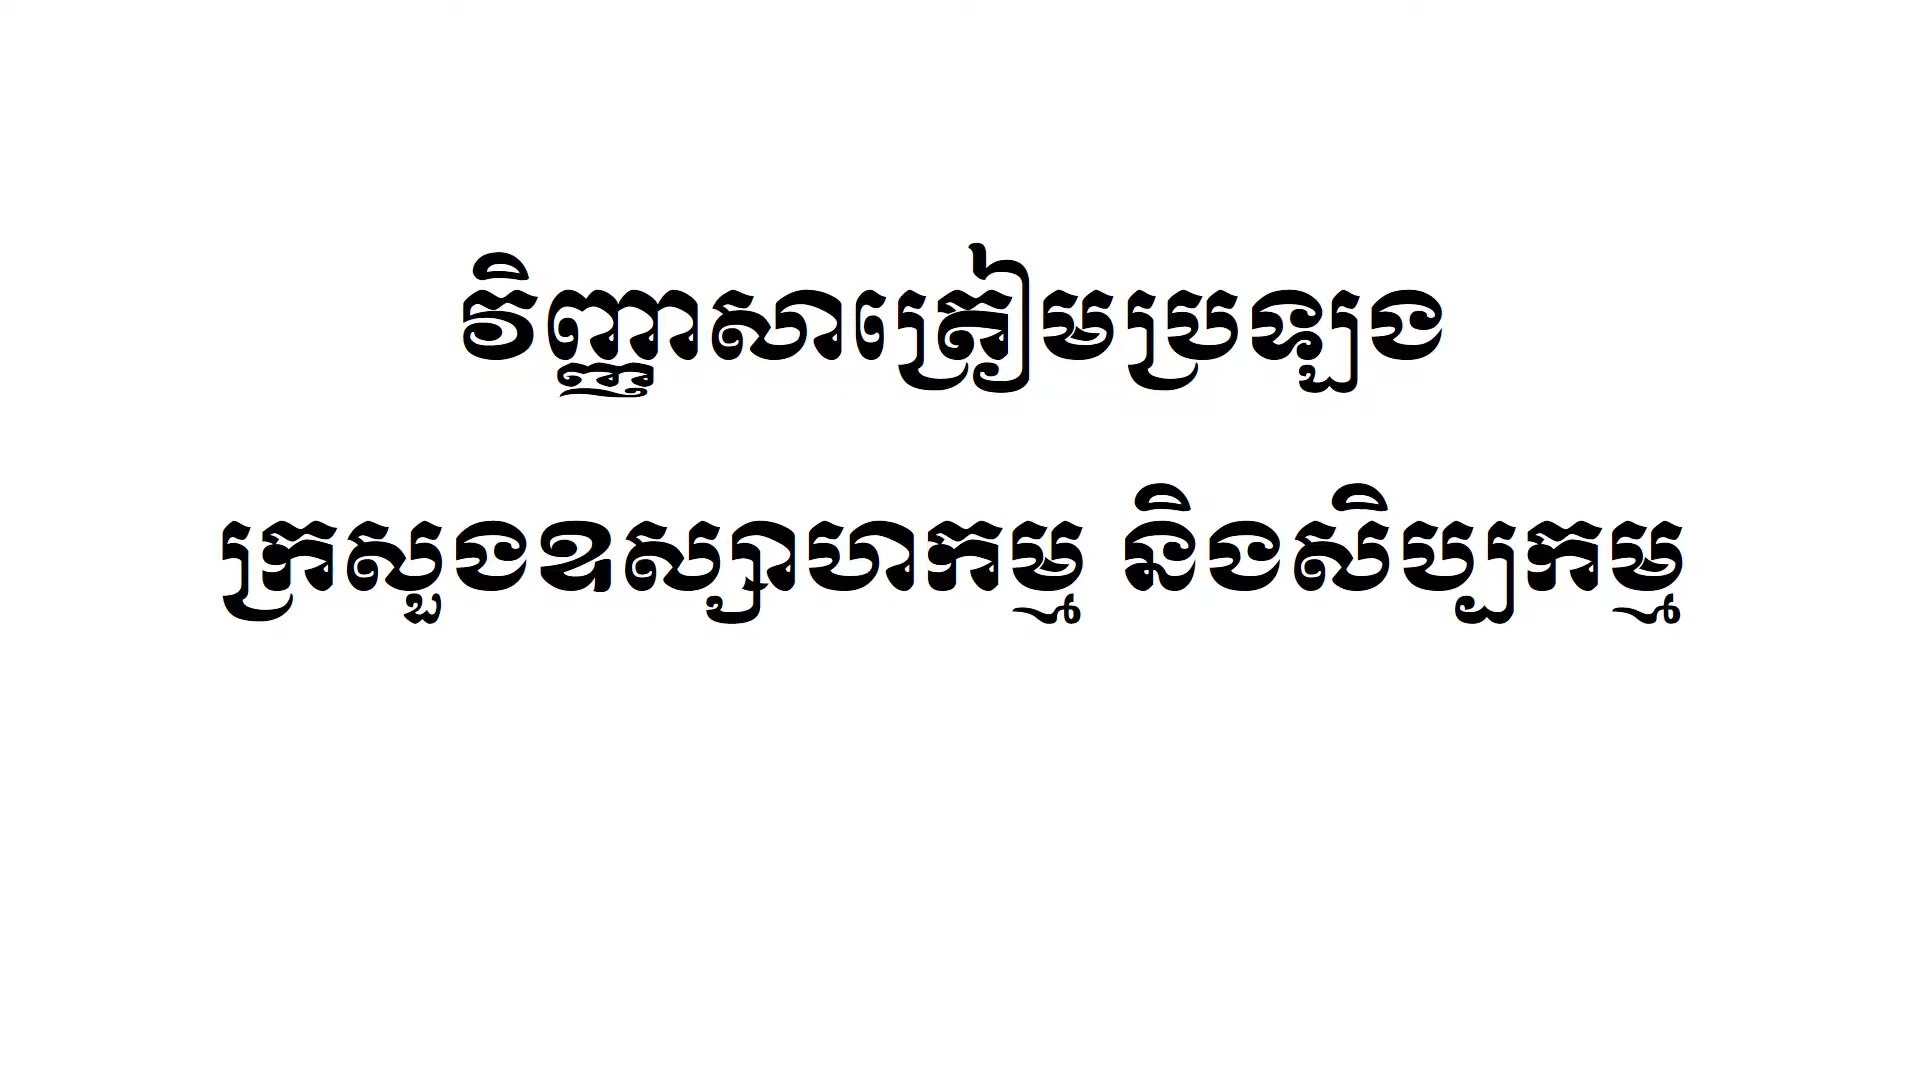 វិញ្ញាសាត្រៀមប្រឡង
ក្រសួងឧស្សាហកម្ម និងសិប្បកម្ម